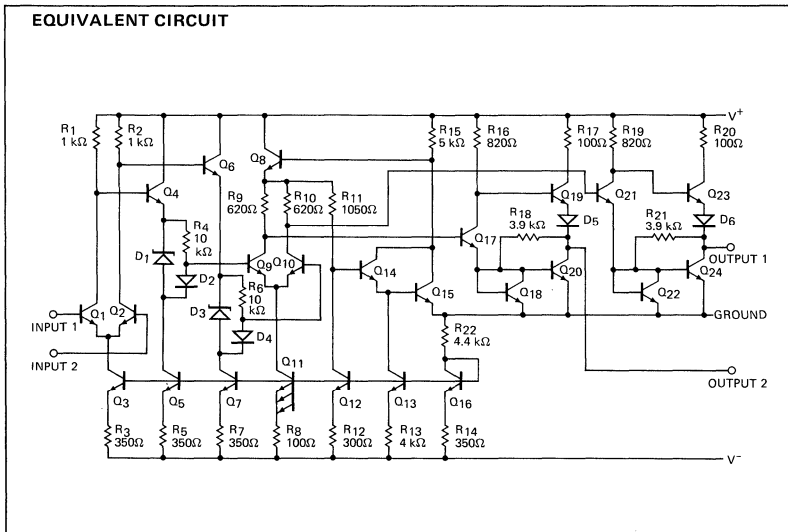 EQUIVALENT CIRCUIT
V+
R1
1 kΩ
R2
1 kΩ
Q6
Q8
R15
5 kΩ
R16
820Ω
R17
100Ω
R19
820Ω
R20
100Ω
Q4
R4
10
kΩ
R9
620Ω
R10
620Ω
R11
1050Ω
Q19
Q21
Q23
R18
3.9 kΩ
D5
R21
3.9 kΩ
D6
D1
D2
Q9
Q10
Q14
Q17
Q20
Q24
OUTPUT 1
R6
10
kΩ
Q15
Q18
Q22
INPUT 1
Q1
Q2
D3
D4
GROUND
R22
4.4 kΩ
INPUT 2
Q11
OUTPUT 2
Q3
Q5
Q7
Q12
Q13
Q16
R3
350Ω
R5
350Ω
R7
350Ω
R8
100Ω
R12
300Ω
R13
4 kΩ
R14
350Ω
V−